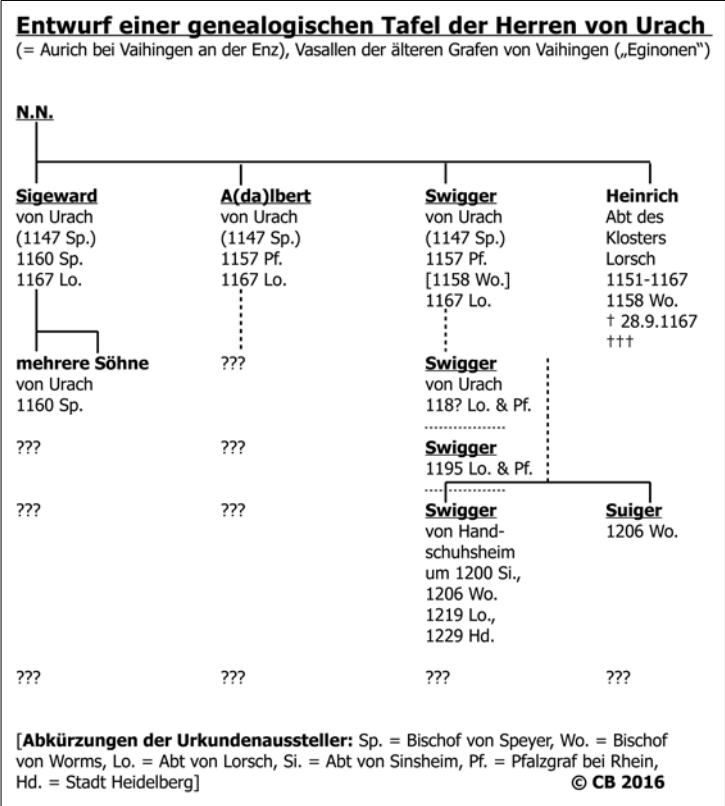 Entwurf einer genealogischen Tafel der Herren von Urach
(= Aurich bei Vaihingen an der Enz), Vasallen der älteren Grafen von Vaihingen („Eginonen")
N.N.
Sigeward
von Urach
(1147 Sp.)
1160 Sp.
1167 Lo.
A(da)lbert
von Urach
(1147 Sp.)
1157 Pf.
1167 Lo.
Swigger
von Urach
(1147 Sp.)
1157 Pf.
[1158 Wo.]
1167 Lo.
Heinrich
Abt des
Klosters
Lorsch
1151-1167
1158 Wo.
† 28.9.1167
†††
mehrere Söhne
von Urach
1160 Sp.
???
Swigger
von Urach
118? Lo. & Pf.
???
???
Swigger
1195 Lo. & Pf.
???
???
Swigger
von Hand-
schuhsheim
um 1200 Si.,
1206 Wo.
1219 Lo.,
1229 Hd.
Suiger
1206 Wo.
???
???
???
???
[Abkürzungen der Urkundenaussteller: Sp. = Bischof von Speyer, Wo. = Bischof
von Worms, Lo. = Abt von Lorsch, Si. = Abt von Sinsheim, Pf. = Pfalzgraf bei Rhein,
Hd. = Stadt Heidelberg]
© CB 2016